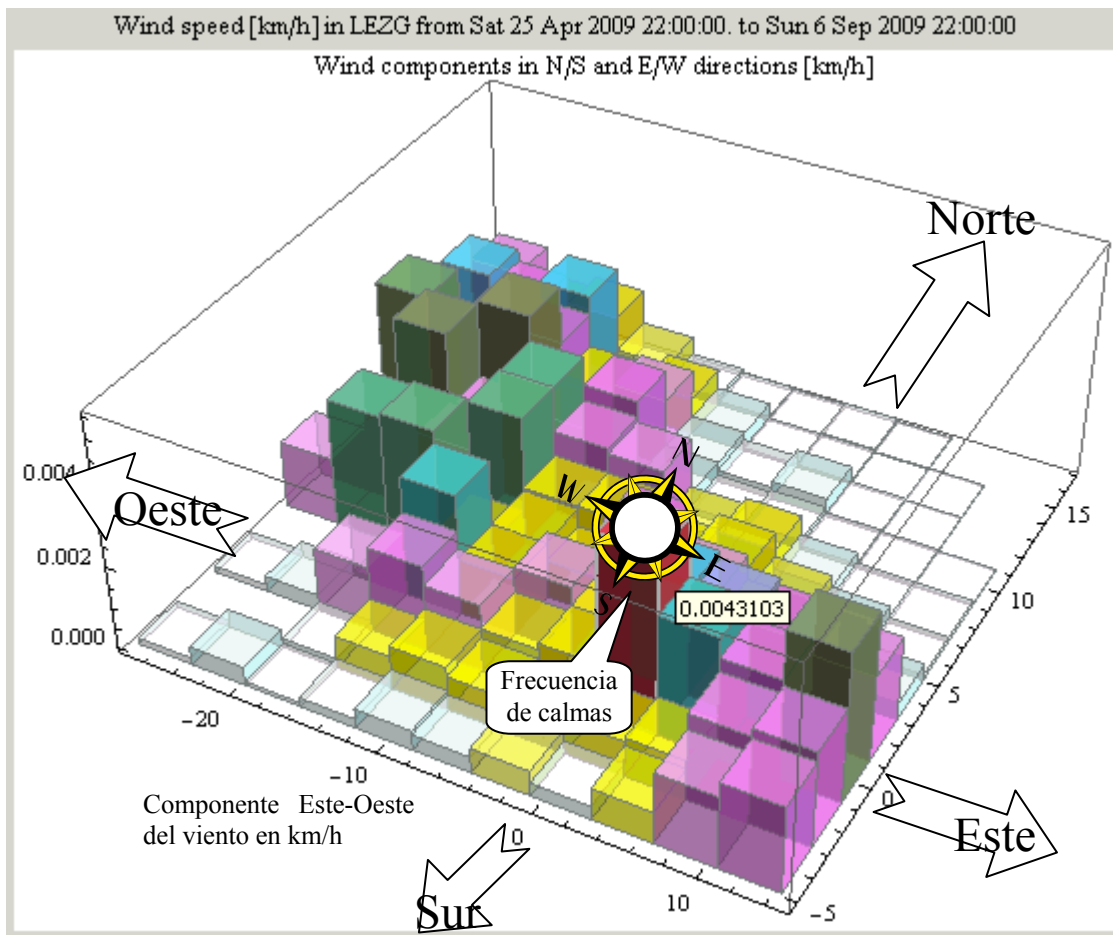 Wind speed [km/h] in LEZG from Sat 25 Apr 2009 22:00:00. to Sun 6 Sep 2009 22:00:00
Wind components in N/S and E/W directions [km/h]
Norte
N
W
E
S
Oeste
0.004
0.002
0.000
0.0043103
Frecuencia
de calmas
15
10
5
0
-5
-20
-10
0
10
Componente Este-Oeste
del viento en km/h
Este
Sur